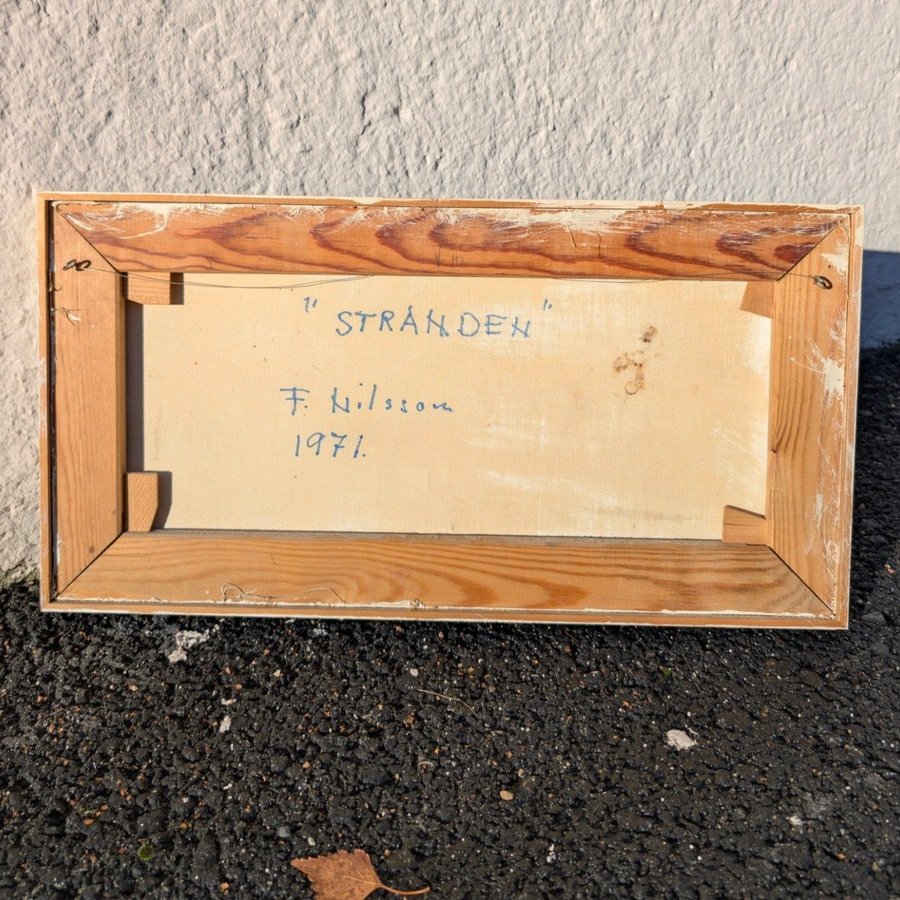 "STRANDEN"
F. Nilsson
1971.